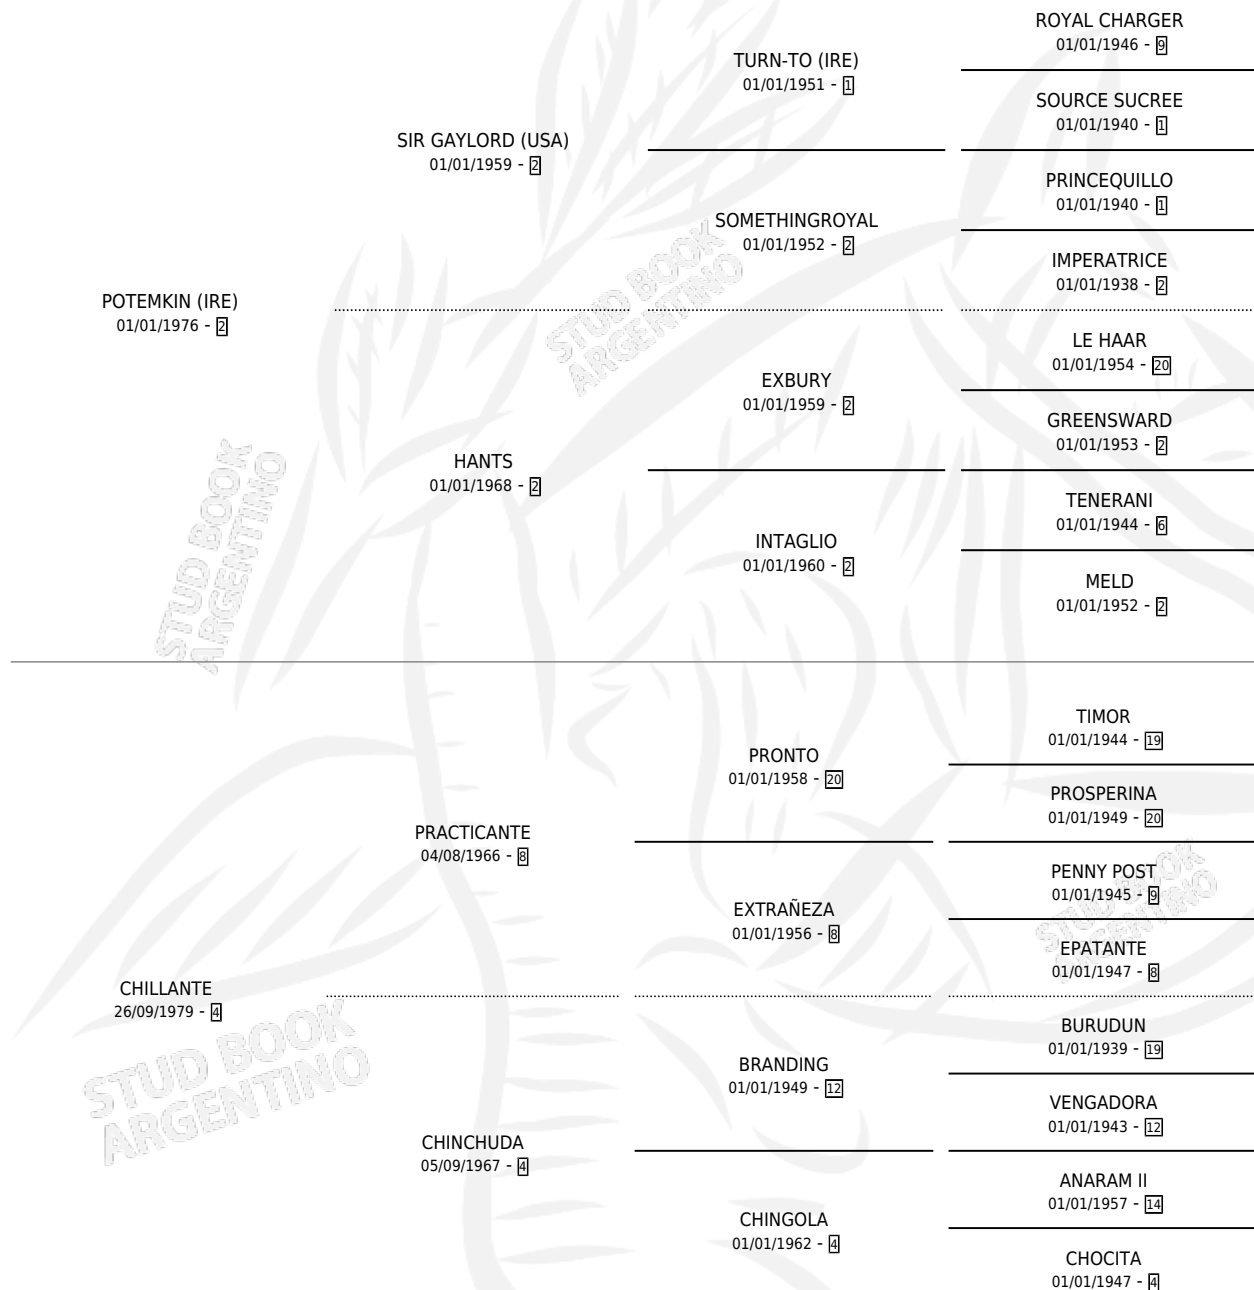 ROYAL CHARGER
01/01/1946 - 9
TURN-TO (IRE)
01/01/1951 - 1
SOURCE SUCREE
01/01/1940 - 1
SIR GAYLORD (USA)
01/01/1959 - 2
PRINCEQUILLO
01/01/1940 - 1
SOMETHINGROYAL
01/01/1952 - 2
IMPERATRICE
01/01/1938 - 2
POTEMKIN (IRE)
01/01/1976 - 2
STUD BOOK
ARGENTINO
LE HAAR
01/01/1954 - 20
EXBURY
01/01/1959 - 2
GREENSWARD
01/01/1953 - 2
HANTS
01/01/1968 - 2
TENERANI
01/01/1944 - 6
INTAGLIO
01/01/1960 - 2
MELD
01/01/1952 - 2
STUD BOOK
ARGENTINO
TIMOR
01/01/1944 - 19
PRONTO
01/01/1958 - 20
PROSPERINA
01/01/1949 - 20
PRACTICANTE
04/08/1966 - 8
PENNY POST
01/01/1945 - 9
EXTRAÑEZA
01/01/1956 - 8
EPATANTE
01/01/1947 - 8
STUD BOOK
ARGENTINO
CHILLANTE
26/09/1979 - 4
BURUDUN
01/01/1939 - 19
BRANDING
01/01/1949 - 12
VENGADORA
01/01/1943 - 12
STUD BOOK
ARGENTINO
CHINCHUDA
05/09/1967 - 4
ANARAM II
01/01/1957 - 14
CHINGOLA
01/01/1962 - 4
CHOCITA
01/01/1947 - 4